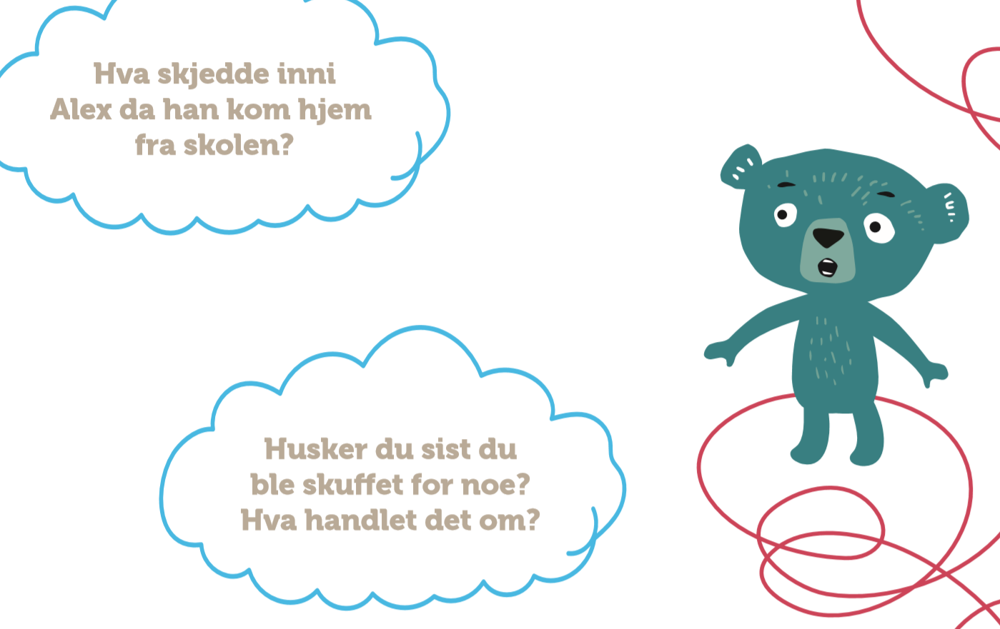 Hva skjedde inni
Alex da han kom hjem
fra skolen?
Husker du sist du
ble skuffet for noe?
Hva handlet det om?